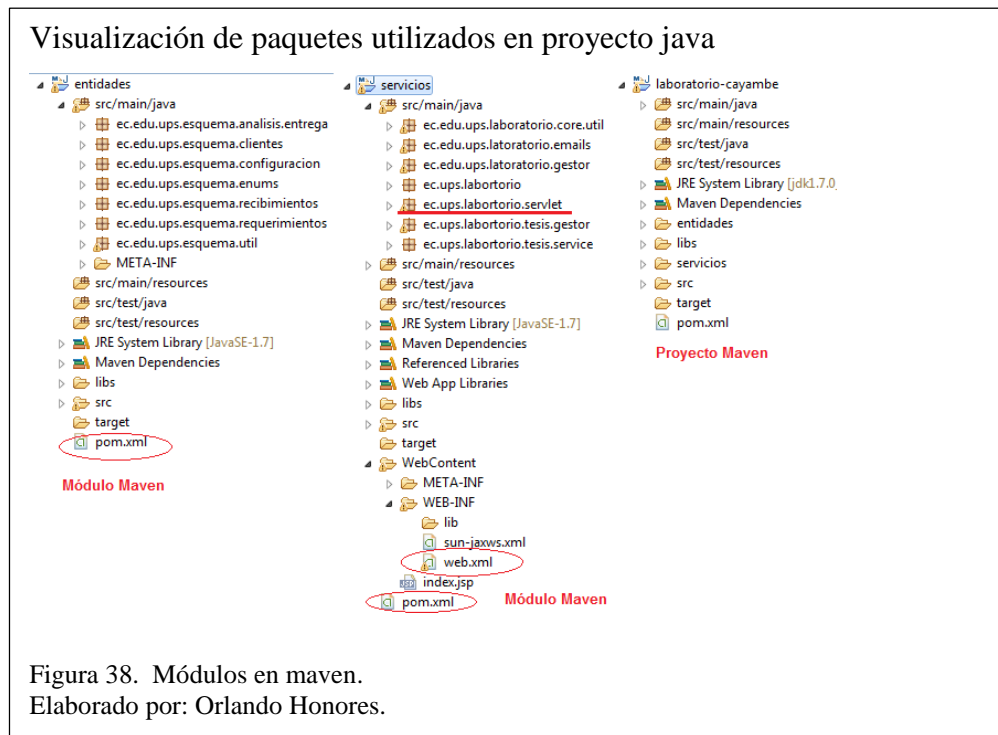 Visualización de paquetes utilizados en proyecto java
entidades
src/main/java
ec.edu.ups.esquema.analisis.entrega
ec.edu.ups.esquema.clientes
ec.edu.ups.esquema.configuracion
ec.edu.ups.esquema.enums
ec.edu.ups.esquema.recibimientos
ec.edu.ups.esquema.requerimientos
ec.edu.ups.esquema.util
META-INF
src/main/resources
src/test/java
src/test/resources
JRE System Library [JavaSE-1.7]
Maven Dependencies
libs
src
target
pom.xml
Módulo Maven
servicios
src/main/java
ec.edu.ups.laboratorio.core.util
ec.edu.ups.latoratorio.emails
ec.edu.ups.latoratorio.gestor
ec.ups.labortorio
ec.ups.labortorio.servlet
ec.ups.labortorio.tesis.gestor
ec.ups.labortorio.tesis.service
src/main/resources
src/test/java
src/test/resources
JRE System Library [JavaSE-1.7]
Maven Dependencies
Referenced Libraries
Web App Libraries
libs
src
target
WebContent
META-INF
WEB-INF
lib
sun-jaxws.xml
web.xml
index.jsp
pom.xml
Módulo Maven
laboratorio-cayambe
src/main/java
src/main/resources
src/test/java
src/test/resources
JRE System Library [jdk1.7.0
Maven Dependencies
entidades
libs
servicios
src
target
pom.xml
Proyecto Maven
Figura 38. Módulos en maven.
Elaborado por: Orlando Honores.